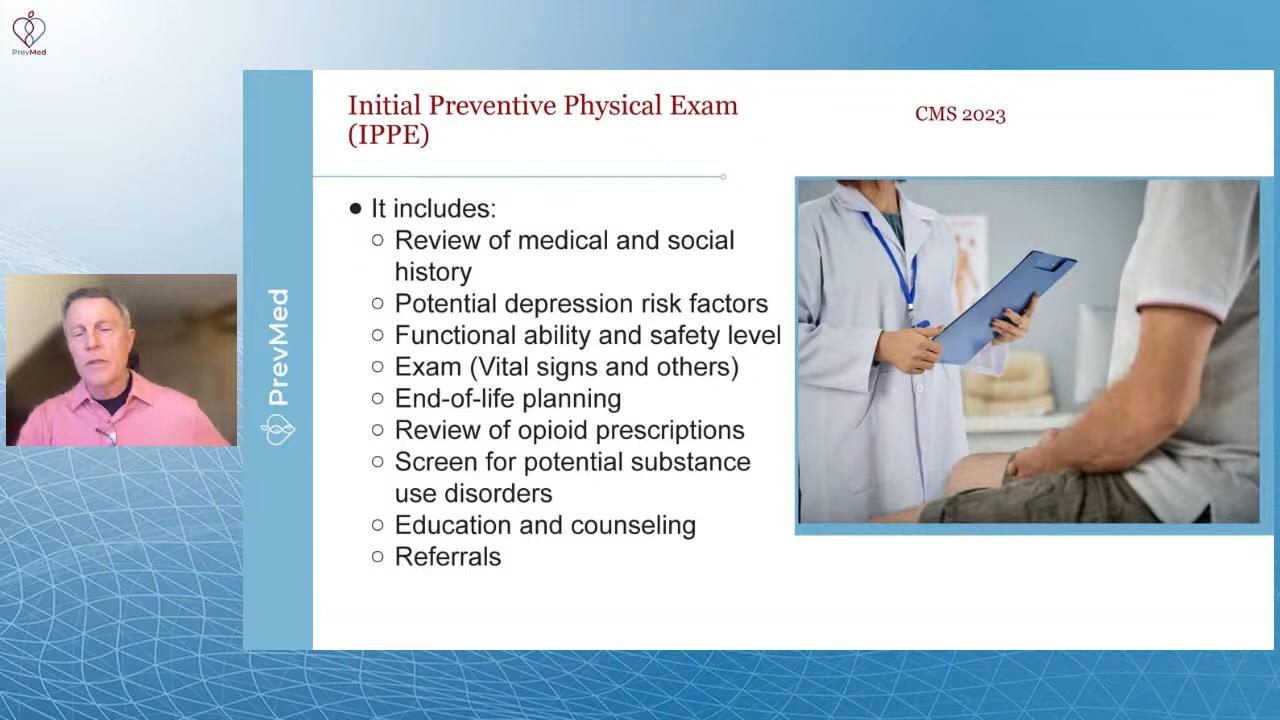 PrevMed
Initial Preventive Physical Exam
(IPPE)
CMS 2023
● It includes:
○ Review of medical and social
history
○ Potential depression risk factors
○ Functional ability and safety level
○ Exam (Vital signs and others)
○ End-of-life planning
○ Review of opioid prescriptions
○ Screen for potential substance
use disorders
○ Education and counseling
○ Referrals
PrevMed